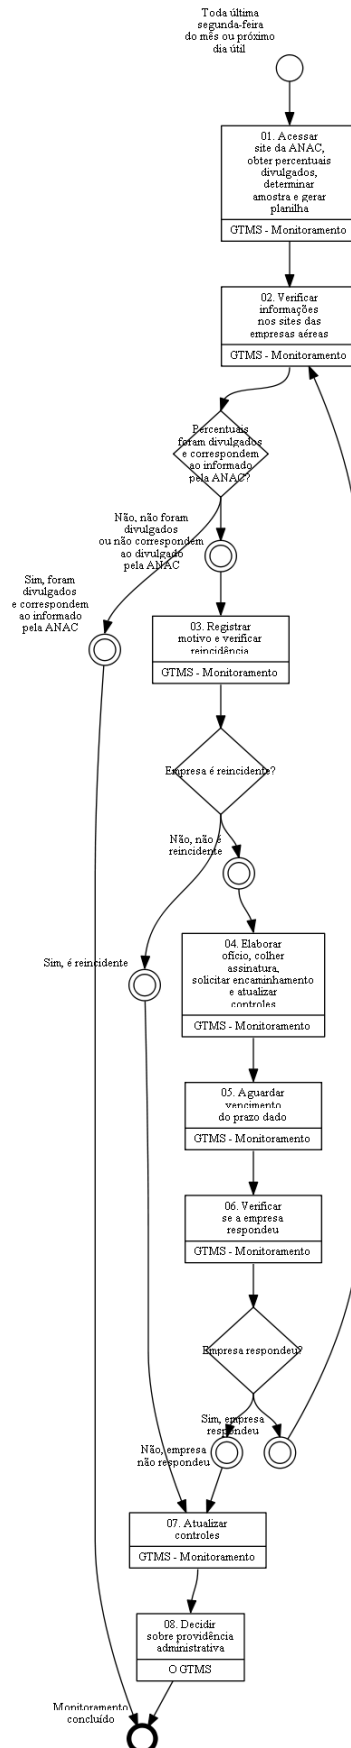 Toda última
segunda-feira
do mês ou próximo
dia útil
01. Acessar
site da ANAC,
obter percentuais
divulgados,
determinar
amostra e gerar
planilha
GTMS - Monitoramento
02. Verificar
informações
nos sites das
empresas aéreas
GTMS - Monitoramento
Percentuais
foram divulgados
e correspondem
ao informado
pela ANAC?
Não, não foram
divulgados
ou não correspondem
ao divulgado
pela ANAC
Sim, foram
divulgados
e correspondem
ao informado
pela ANAC
03. Registrar
motivo e verificar
reincidência
GTMS - Monitoramento
Empresa é reincidente?
Não, não é
reincidente
Sim, é reincidente
04. Elaborar
ofício, colher
assinatura,
solicitar encaminhamento
e atualizar
controles
GTMS - Monitoramento
05. Aguardar
vencimento
do prazo dado
GTMS - Monitoramento
06. Verificar
se a empresa
respondeu
GTMS - Monitoramento
Empresa respondeu?
Sim, empresa
respondeu
Não, empresa
não respondeu
07. Atualizar
controles
GTMS - Monitoramento
08. Decidir
sobre providência
administrativa
O GTMS
Monitoramento
concluído